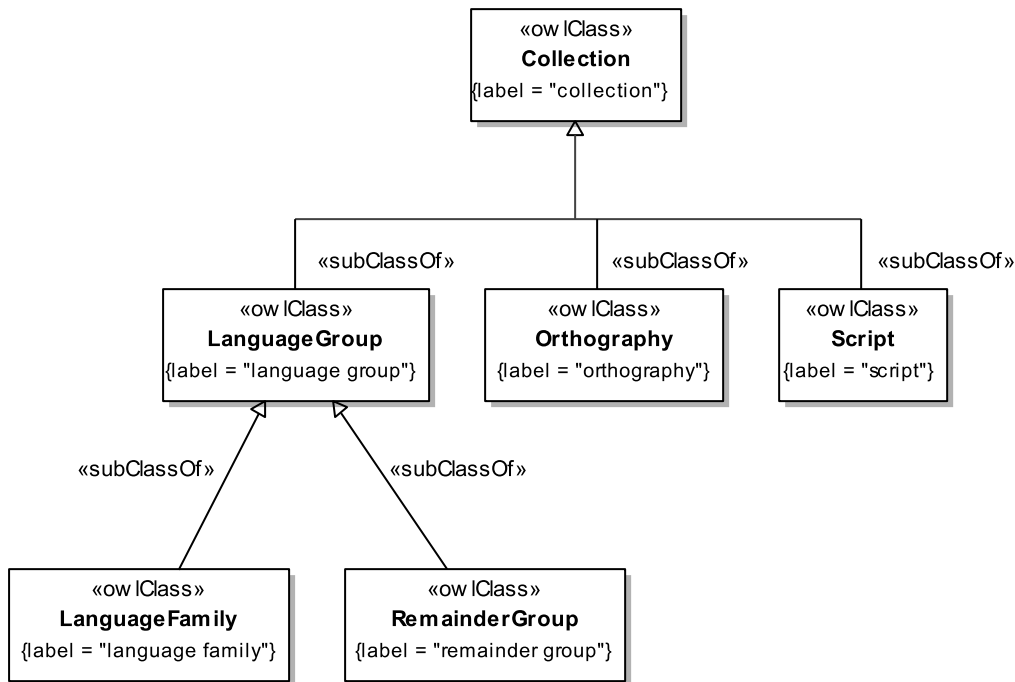 «owlClass»
Collection
{label = "collection"}
«subClassOf»
«subClassOf»
«subClassOf»
«owlClass»
LanguageGroup
{label = "language group"}
«owlClass»
Orthography
{label = "orthography"}
«owlClass»
Script
{label = "script"}
«subClassOf»
«subClassOf»
«owlClass»
LanguageFamily
{label = "language family"}
«owlClass»
RemainderGroup
{label = "remainder group"}